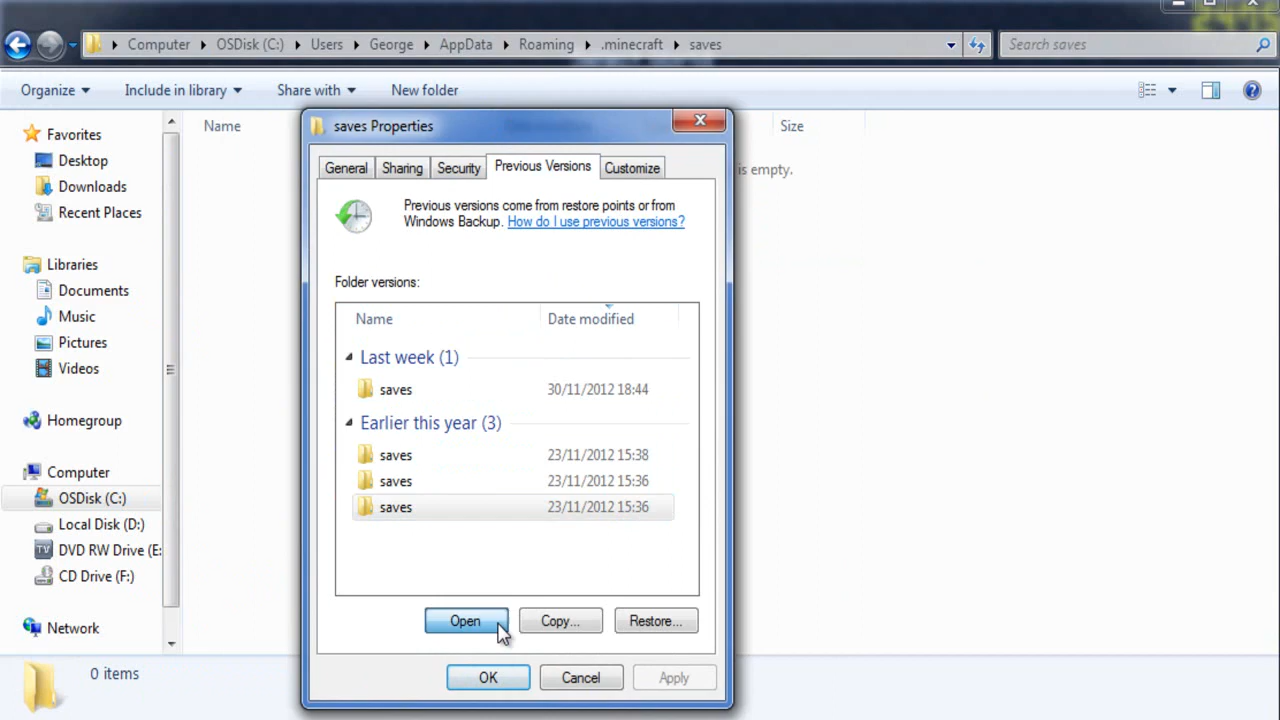 Computer OSDisk (C:) Users George AppData Roaming .minecraft saves Search saves
Organize Include in library Share with New folder
Name Size
is empty.
Favorites
Desktop
Downloads
Recent Places
Libraries
Documents
Music
Pictures
Videos
Homegroup
Computer
OSDisk (C:)
Local Disk (D:)
DVD RW Drive (E:
CD Drive (F:)
Network
0 items
saves Properties
General Sharing Security Previous Versions Customize
Previous versions come from restore points or from
Windows Backup. How do I use previous versions?
Folder versions:
Name Date modified
Last week (1)
saves 30/11/2012 18:44
Earlier this year (3)
saves 23/11/2012 15:38
saves 23/11/2012 15:36
saves 23/11/2012 15:36
Open Copy... Restore...
OK Cancel Apply